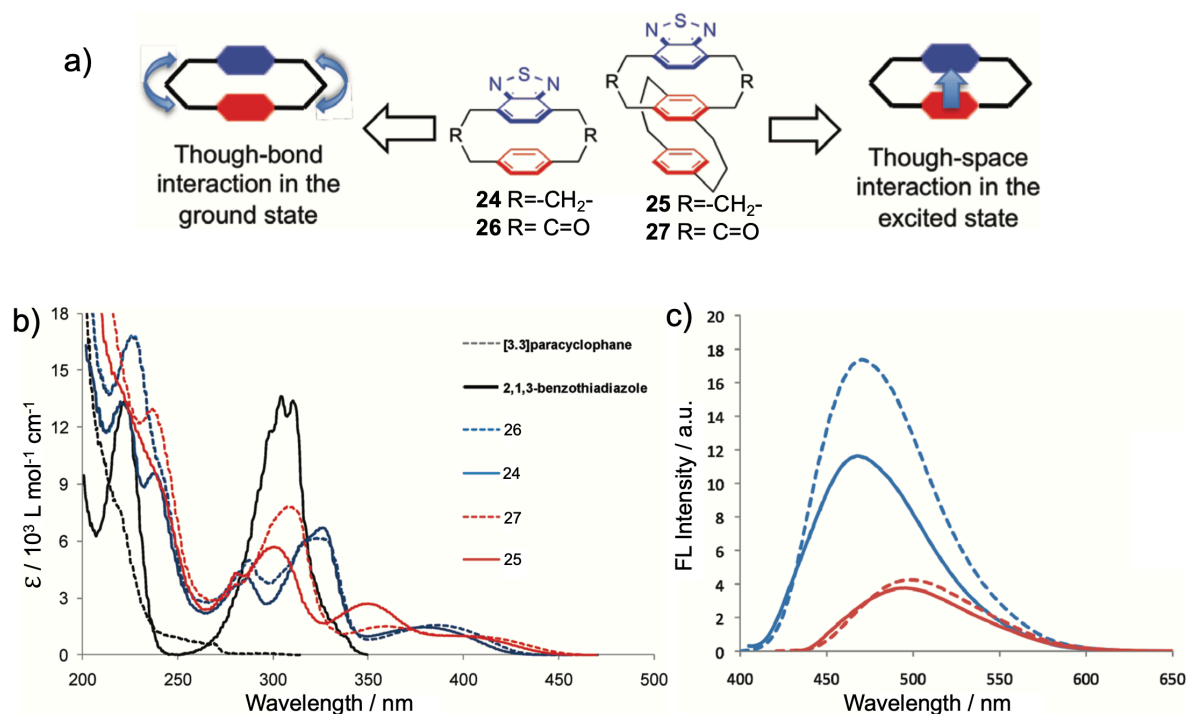 a)
Though-bond
interaction in the
ground state
N S N
R R
24 R=-CH2-
26 R= C=O
N S N
R R
25 R=-CH2-
27 R= C=O
Though-space
interaction in the
excited state
b)
ε / 10³ L mol⁻¹ cm⁻¹
18
15
12
9
6
3
0
200 250 300 350 400 450 500
Wavelength / nm
[3.3]paracyclophane
2,1,3-benzothiadiazole
26
24
27
25
c)
FL Intensity / a.u.
20
18
16
14
12
10
8
6
4
2
0
400 450 500 550 600 650
Wavelength / nm